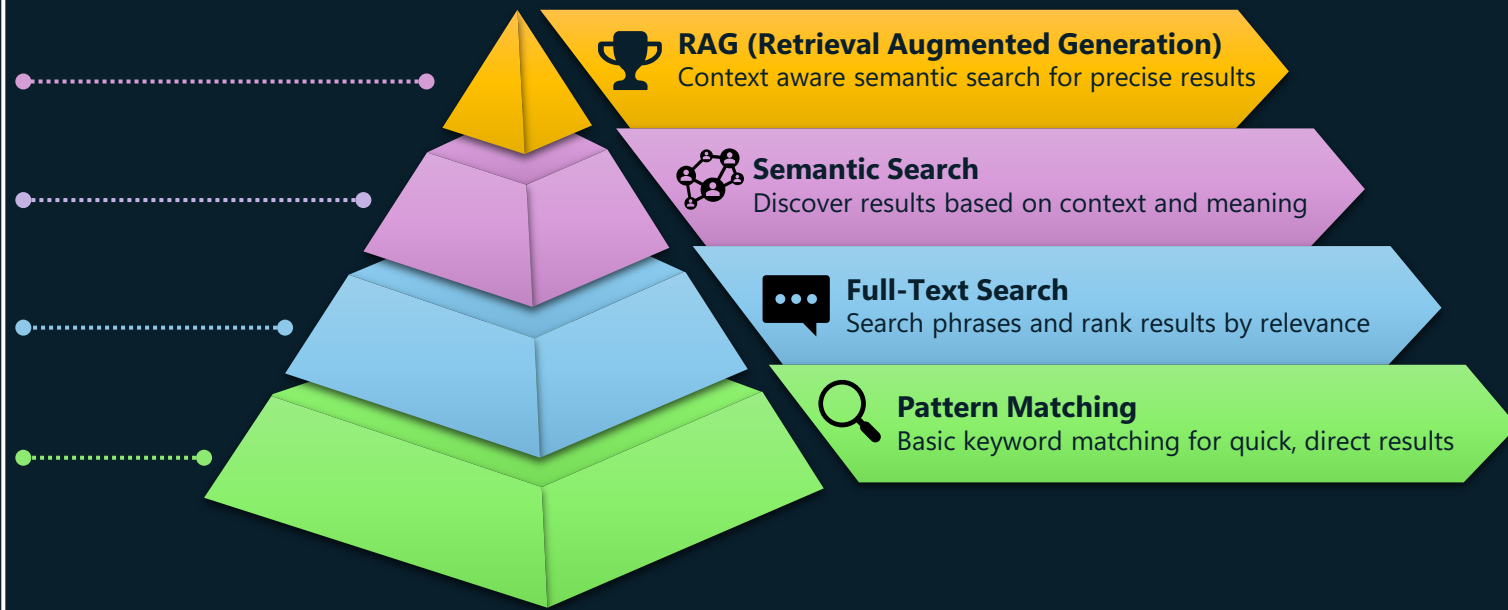 RAG (Retrieval Augmented Generation)
Context aware semantic search for precise results
Semantic Search
Discover results based on context and meaning
Full-Text Search
Search phrases and rank results by relevance
Pattern Matching
Basic keyword matching for quick, direct results